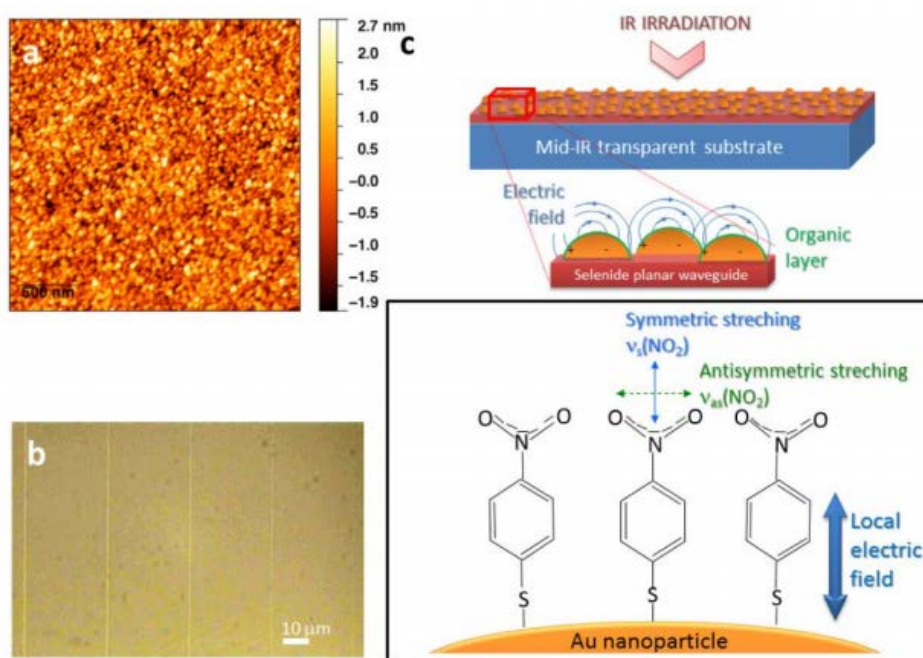 a
500 nm
2.7 nm
2.0
1.5
1.0
0.5
-0.0
-0.5
-1.0
-1.5
-1.9
b
10 μm
c
IR IRRADIATION
Mid-IR transparent substrate
Electric
field
+ - + - + -
Organic
layer
Selenide planar waveguide
Symmetric streching
νs(NO2)
Antisymmetric streching
νas(NO2)
O O O O O O
N N N
S S S
Local
electric
field
Au nanoparticle